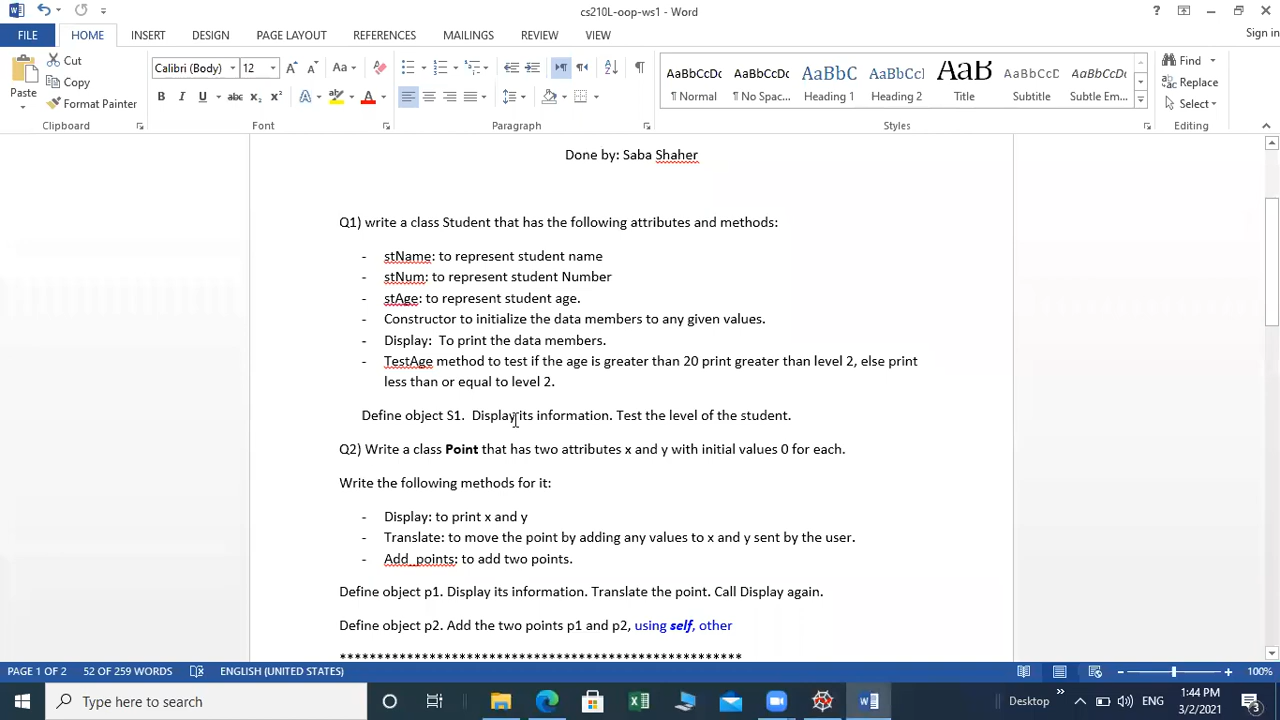 cs210L-oop-ws1 - Word
?
FILE HOME INSERT DESIGN PAGE LAYOUT REFERENCES MAILINGS REVIEW VIEW Sign in
Paste
Cut
Copy
Format Painter
Clipboard
Calibri (Body) 12
Aa
B I U abc x₂ x²
A
A
Font
Paragraph
AaBbCcDc AaBbCcDc AaBbC AaBbCcD AaB AaBbCcD AaBbCcD
¶ Normal ¶ No Spac... Heading 1 Heading 2 Title Subtitle Subtle Em...
Styles
Find
Replace
Select
Editing
Done by: Saba Shaher
Q1) write a class Student that has the following attributes and methods:
- stName: to represent student name
- stNum: to represent student Number
- stAge: to represent student age.
- Constructor to initialize the data members to any given values.
- Display: To print the data members.
- TestAge method to test if the age is greater than 20 print greater than level 2, else print
less than or equal to level 2.
Define object S1. Display its information. Test the level of the student.
Q2) Write a class Point that has two attributes x and y with initial values 0 for each.
Write the following methods for it:
- Display: to print x and y
- Translate: to move the point by adding any values to x and y sent by the user.
- Add_points: to add two points.
Define object p1. Display its information. Translate the point. Call Display again.
Define object p2. Add the two points p1 and p2, using self, other
******************************************************
PAGE 1 OF 2 52 OF 259 WORDS ENGLISH (UNITED STATES) 100%
Type here to search
Desktop
1:44 PM
3/2/2021
3